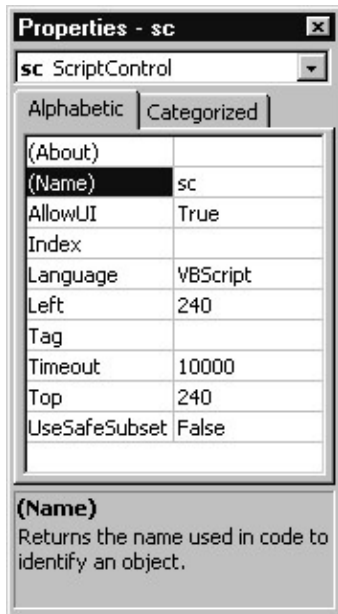 Properties - sc
sc ScriptControl
Alphabetic Categorized
(About)
(Name) sc
AllowUI True
Index
Language VBScript
Left 240
Tag
Timeout 10000
Top 240
UseSafeSubset False
(Name)
Returns the name used in code to
identify an object.